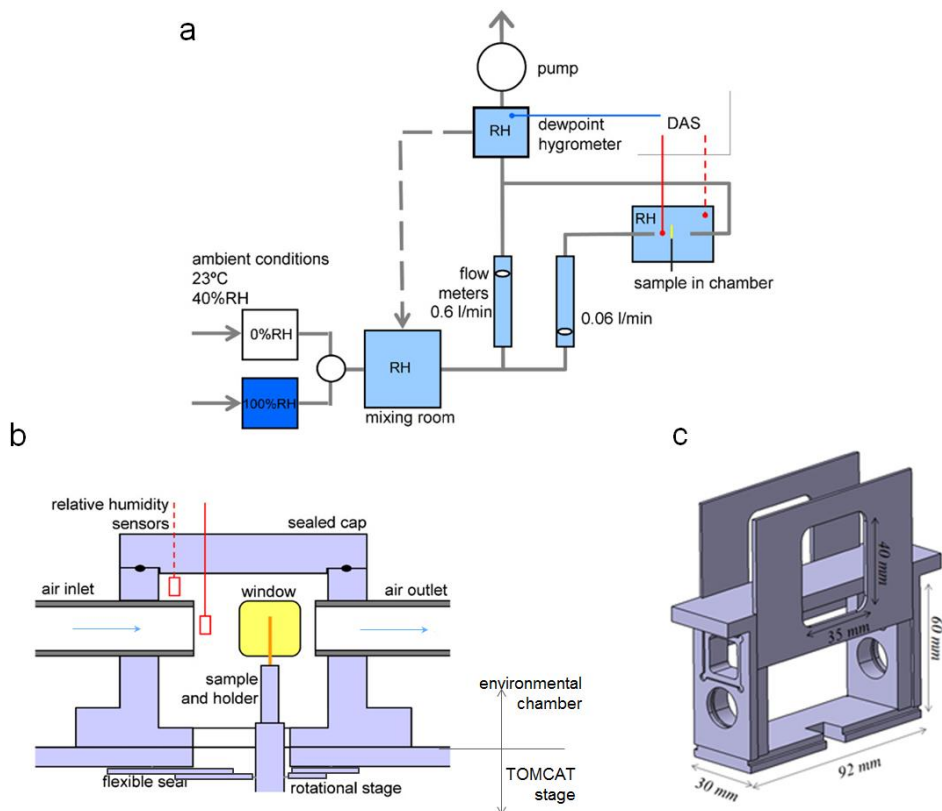 a
pump
RH
dewpoint
hygrometer
DAS
RH
sample in chamber
ambient conditions
23ºC
40%RH
flow
meters
0.6 l/min
0.06 l/min
0%RH
100%RH
RH
mixing room
b
relative humidity
sensors
sealed cap
air inlet
window
air outlet
sample
and holder
environmental
chamber
flexible seal
rotational stage
TOMCAT
stage
c
40 mm
35 mm
60 mm
30 mm
92 mm